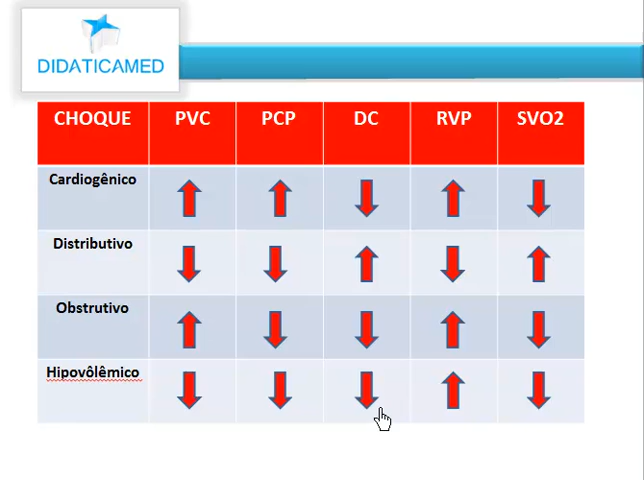 DIDATICAMED
CHOQUE PVC PCP DC RVP SVO2
Cardiogênico
Distributivo
Obstrutivo
Hipovôlêmico